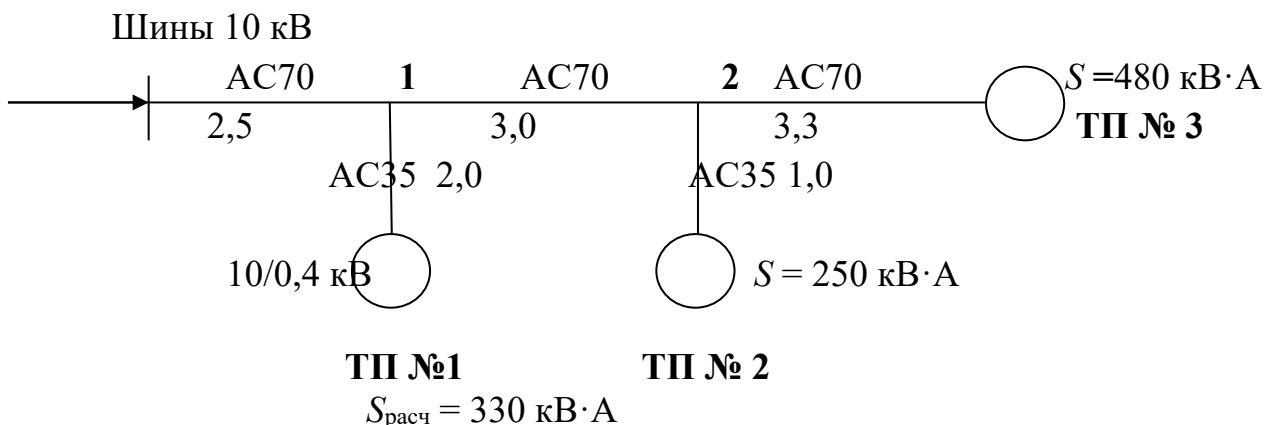 Шины 10 кВ
АС70 1 АС70 2 АС70 S =480 кВ·А
2,5 3,0 3,3 ТП № 3
АС35 2,0 АС35 1,0
10/0,4 кВ S = 250 кВ·А
ТП №1 ТП № 2
Sрасч = 330 кВ·А